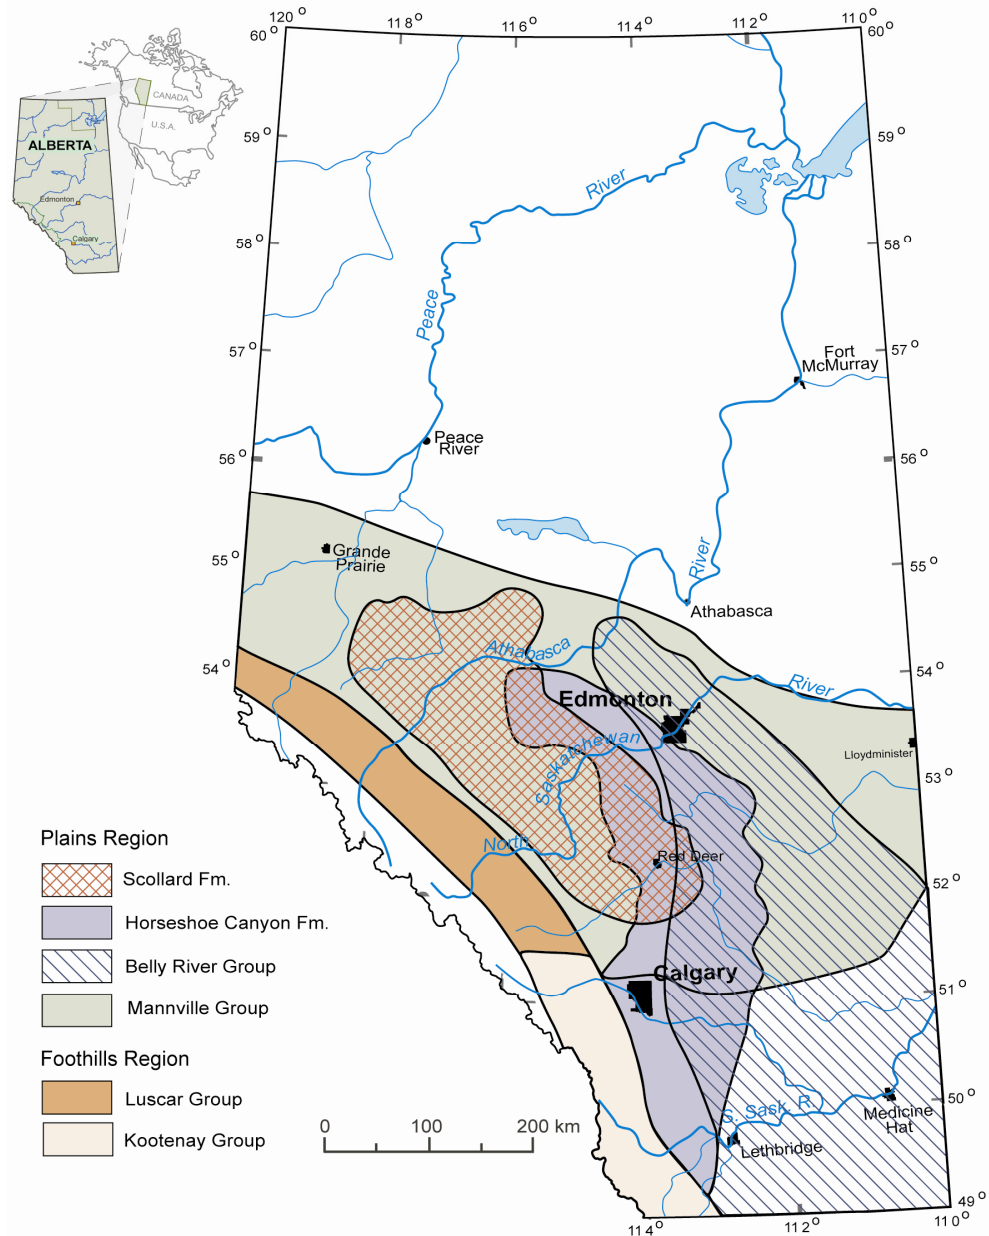 120 °
118 °
116 °
114 °
112 °
110 °
60 °
60 °
CANADA
U.S.A.
ALBERTA
Edmonton
Calgary
59 °
59 °
River
58 °
58 °
Peace
57 °
57 °
Fort
McMurray
Peace
River
56 °
56 °
55 °
55 °
Grande
Prairie
River
Athabasca
54 °
54 °
Athabasca
River
Edmonton
Saskatchewan
Lloydminister
53 °
North
Red Deer
52 °
Plains Region
Scollard Fm.
Horseshoe Canyon Fm.
Belly River Group
Mannville Group
Calgary
51 °
Foothills Region
Luscar Group
Kootenay Group
0 100 200 km
S. Sask. R.
50 °
Medicine
Hat
Lethbridge
49 °
114 °
112 °
110 °